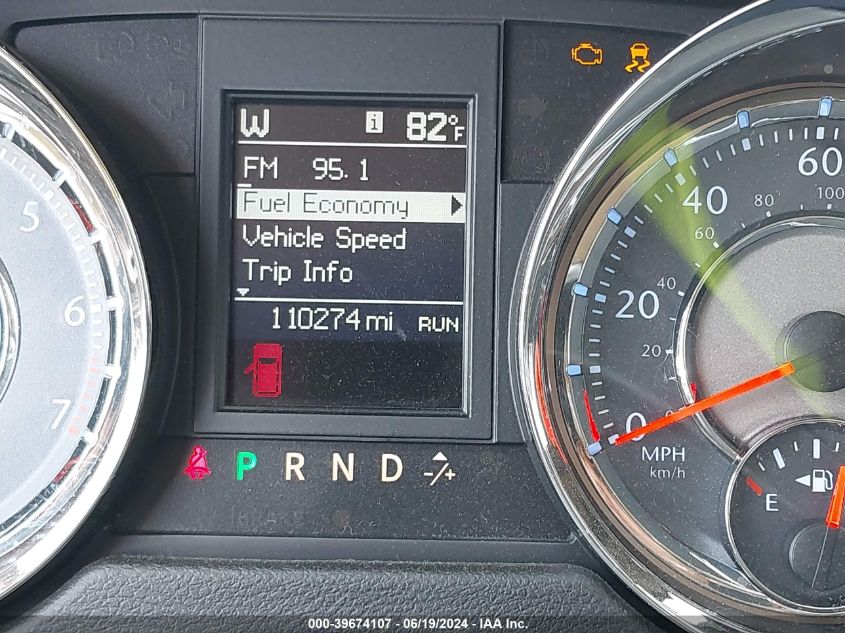 W i 82°F
FM 95.1
Fuel Economy
Vehicle Speed
Trip Info
110274 mi RUN
P R N D -/+
5
6
7
0
20
40
60
20
40
60
80
100
MPH
km/h
E
000-39674107 - 06/19/2024 - IAA Inc.